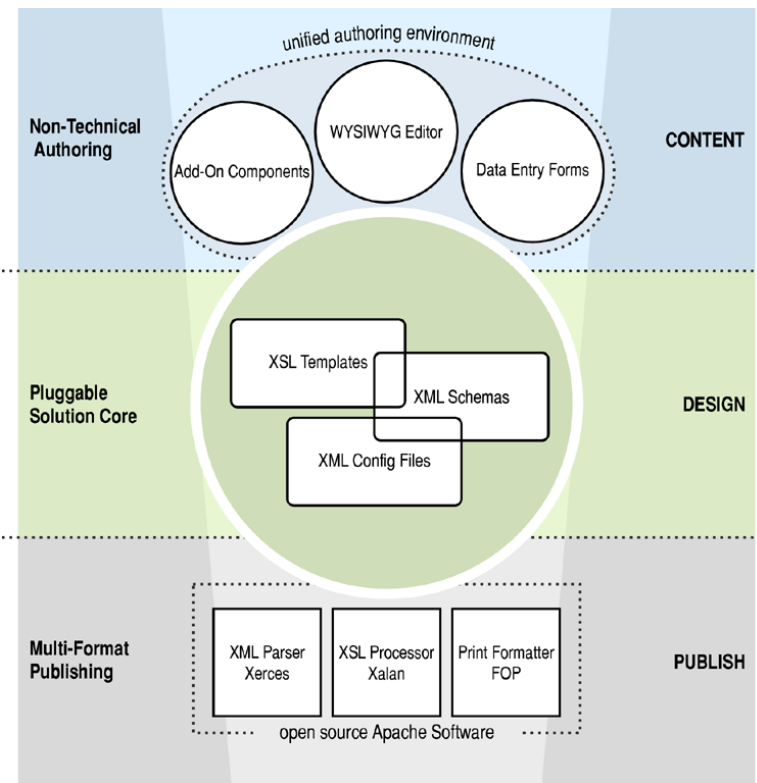 unified authoring environment
Non-Technical
Authoring
Add-On Components
WYSIWYG Editor
Data Entry Forms
CONTENT
Pluggable
Solution Core
XSL Templates
XML Schemas
XML Config Files
DESIGN
Multi-Format
Publishing
XML Parser
Xerces
XSL Processor
Xalan
Print Formatter
FOP
PUBLISH
open source Apache Software